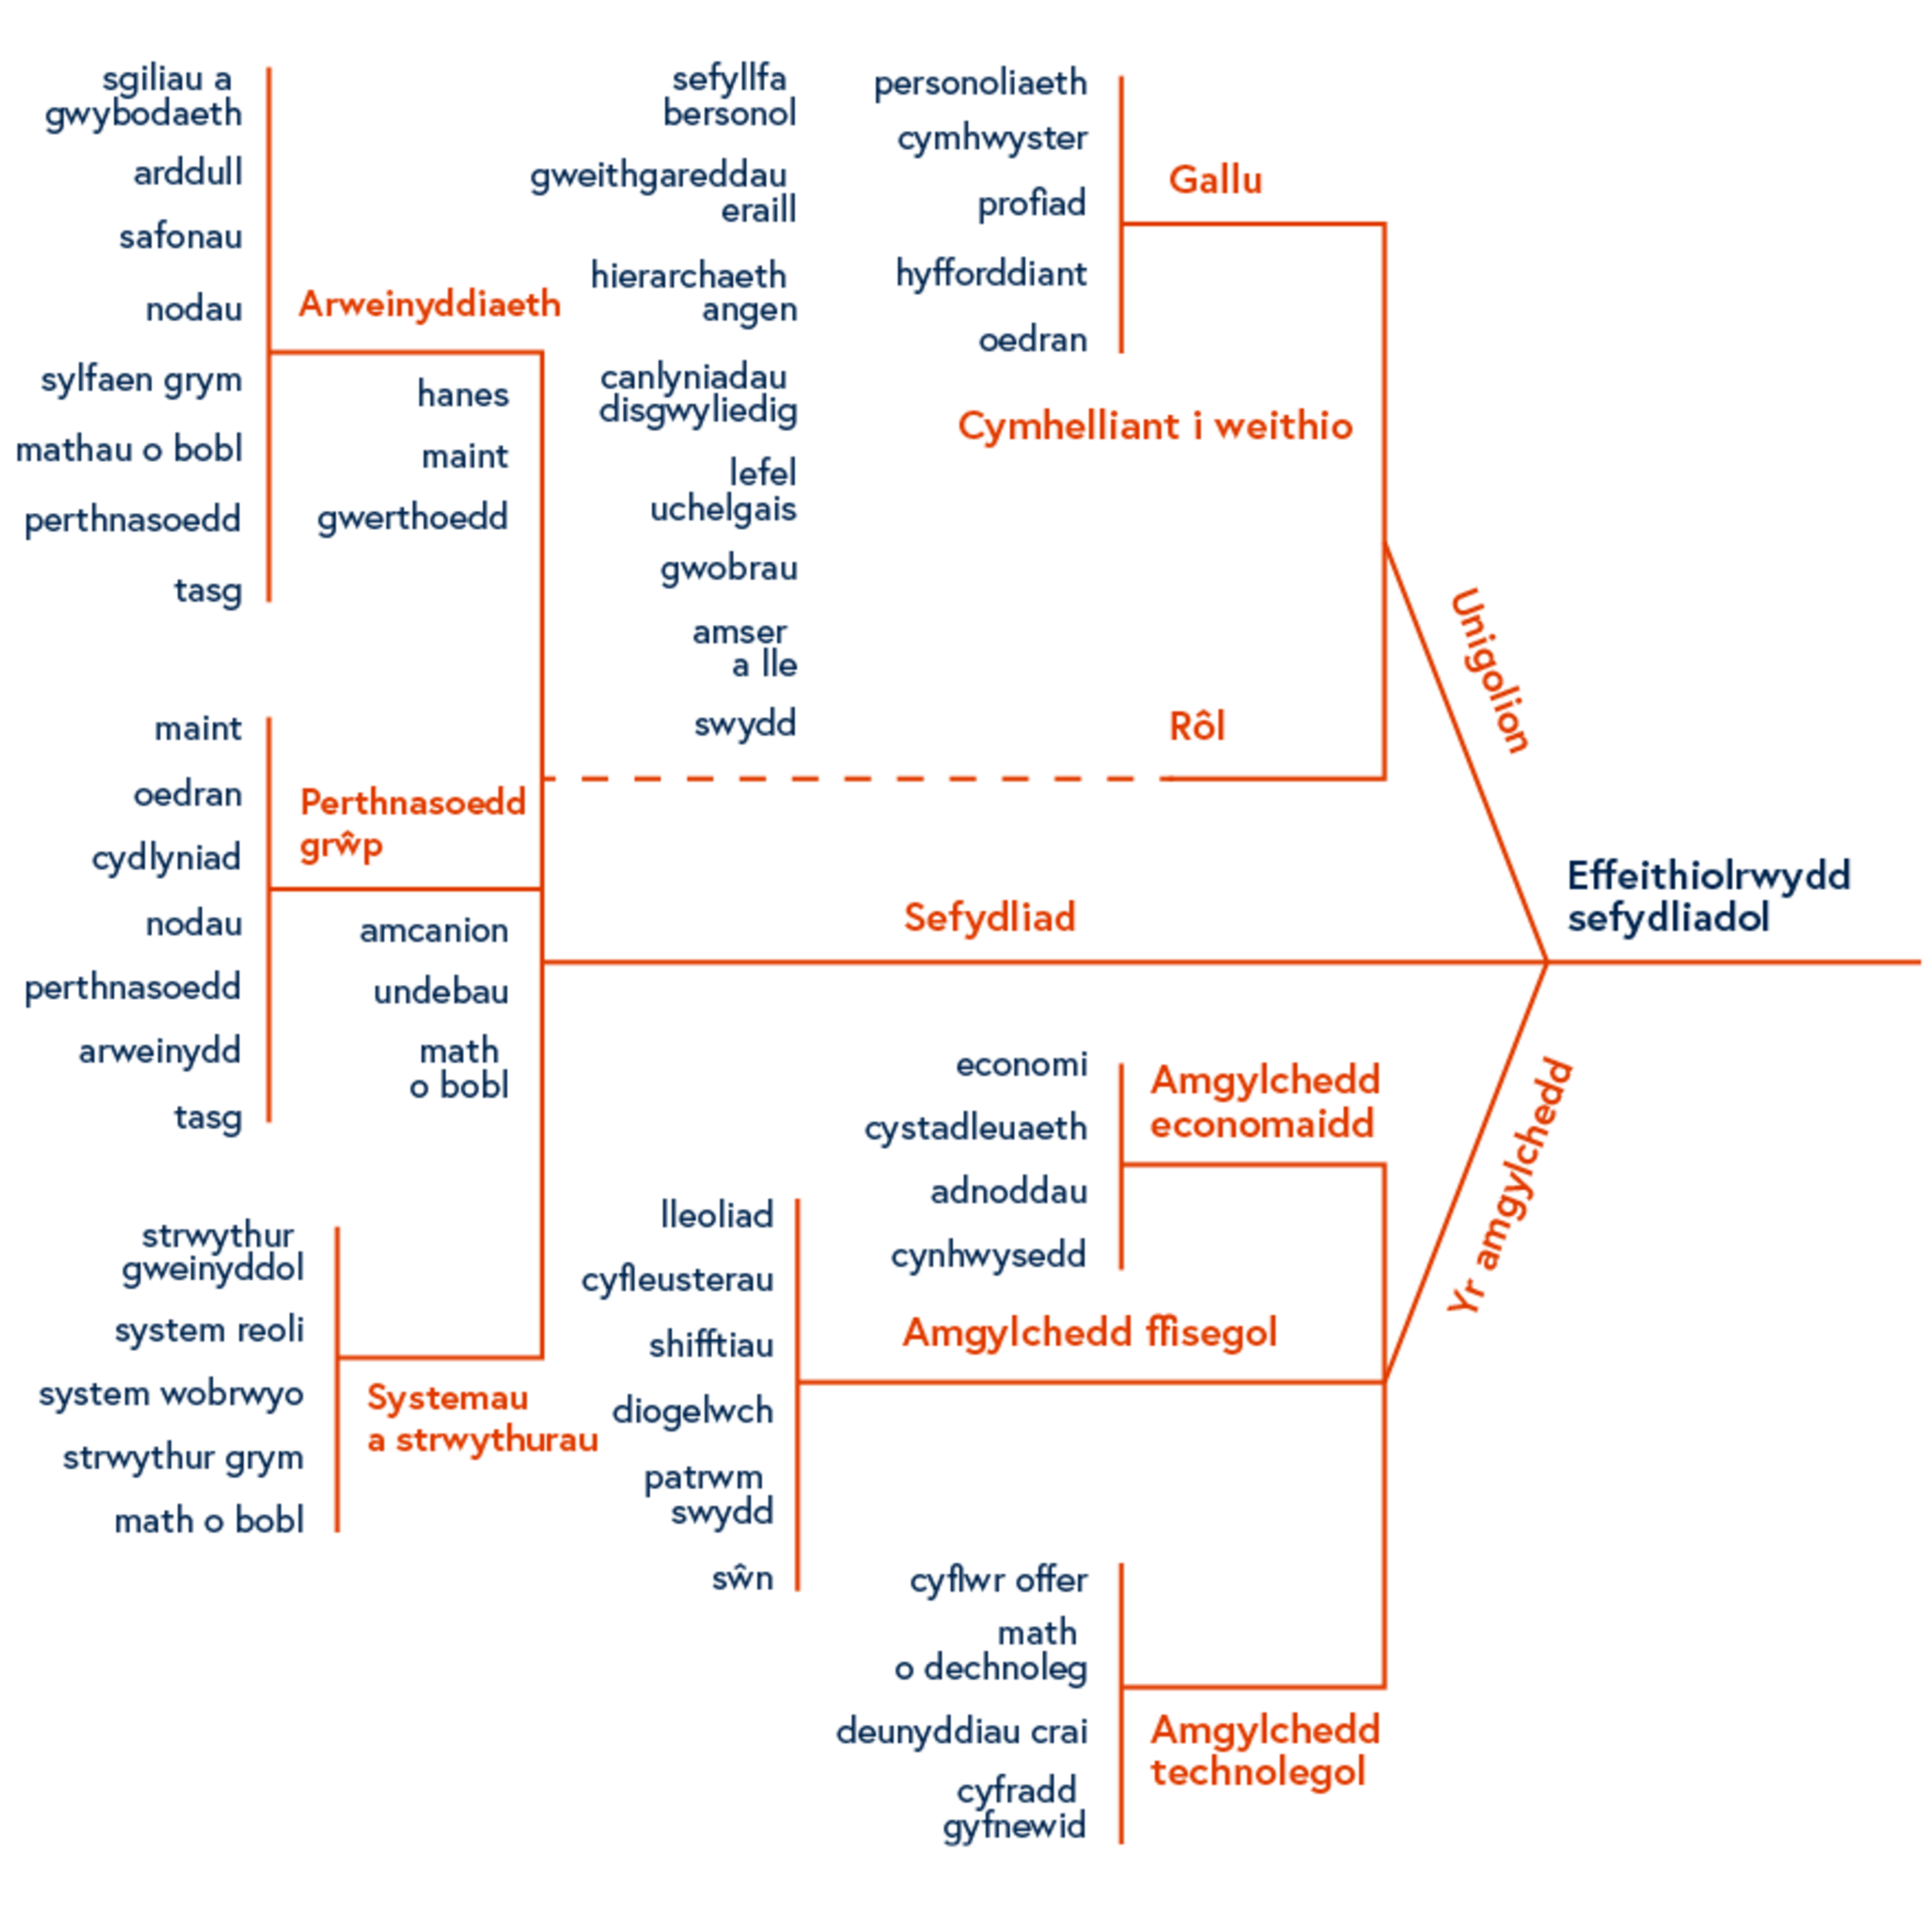 sgiliau a
gwybodaeth
arddull
safonau
nodau
sylfaen grym
mathau o bobl
perthnasoedd
tasg
Arweinyddiaeth
hanes
maint
gwerthoedd
maint
oedran
cydlyniad
nodau
perthnasoedd
arweinydd
tasg
Perthnasoedd
grŵp
amcanion
undebau
math
o bobl
strwythur
gweinyddol
system reoli
system wobrwyo
strwythur grym
math o bobl
Systemau
a strwythurau
sefyllfa
bersonol
gweithgareddau
eraill
hierarchaeth
angen
canlyniadau
disgwyliedig
lefel
uchelgais
gwobrau
amser
a lle
swydd
personoliaeth
cymhwyster
profiad
hyfforddiant
oedran
Gallu
Cymhelliant i weithio
Rôl
Unigolion
Sefydliad
Effeithiolrwydd
sefydliadol
Yr amgylchedd
economi
cystadleuaeth
adnoddau
cynhwysedd
Amgylchedd
economaidd
lleoliad
cyfleusterau
shifftiau
diogelwch
patrwm
swydd
sŵn
Amgylchedd ffisegol
cyflwr offer
math
o dechnoleg
deunyddiau crai
cyfradd
gyfnewid
Amgylchedd
technolegol